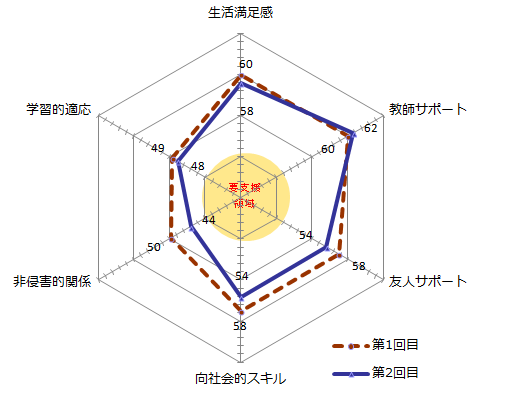 生活満足感
60
学習的適応
教師サポート
58
62
49
60
48
要支援
領域
44
50
54
58
54
非侵害的関係
友人サポート
58
第1回目
第2回目
向社会的スキル